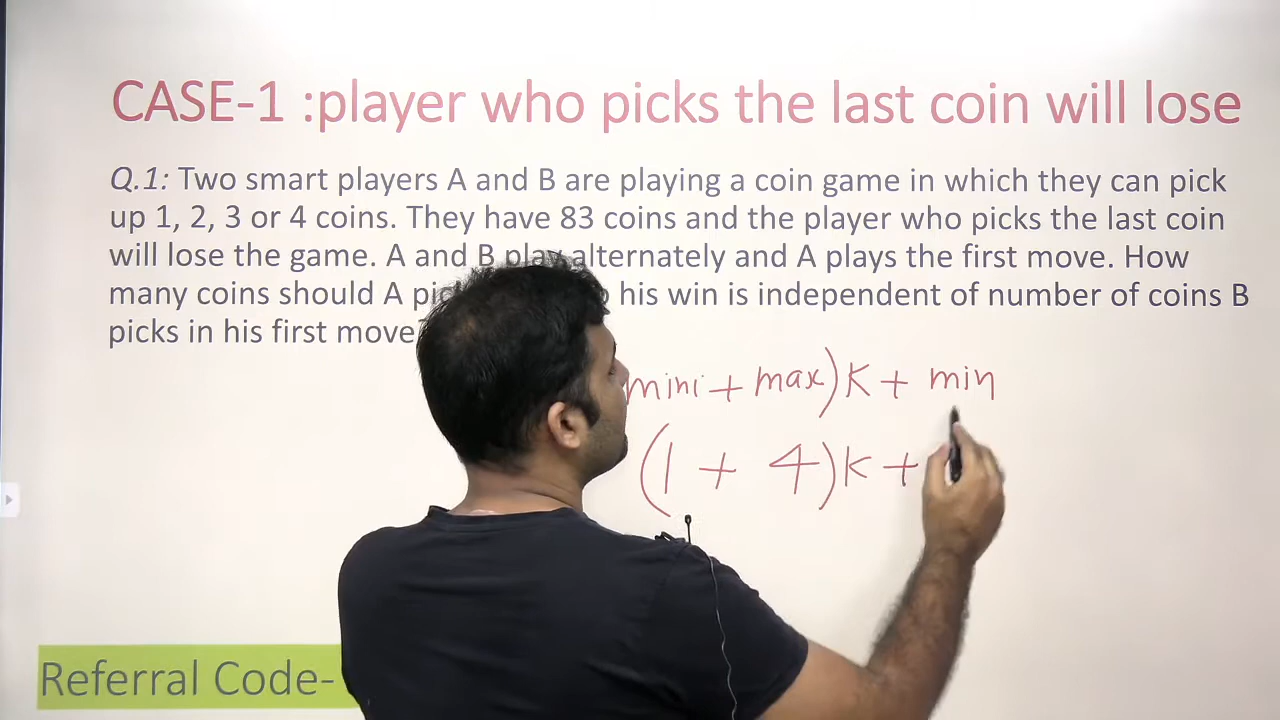 CASE-1 :player who picks the last coin will lose
Q.1: Two smart players A and B are playing a coin game in which they can pick
up 1, 2, 3 or 4 coins. They have 83 coins and the player who picks the last coin
will lose the game. A and B play alternately and A plays the first move. How
many coins should A his win is independent of number of coins B
picks in his first move
mini + max) K + min
(1 + 4) K +
Referral Code-